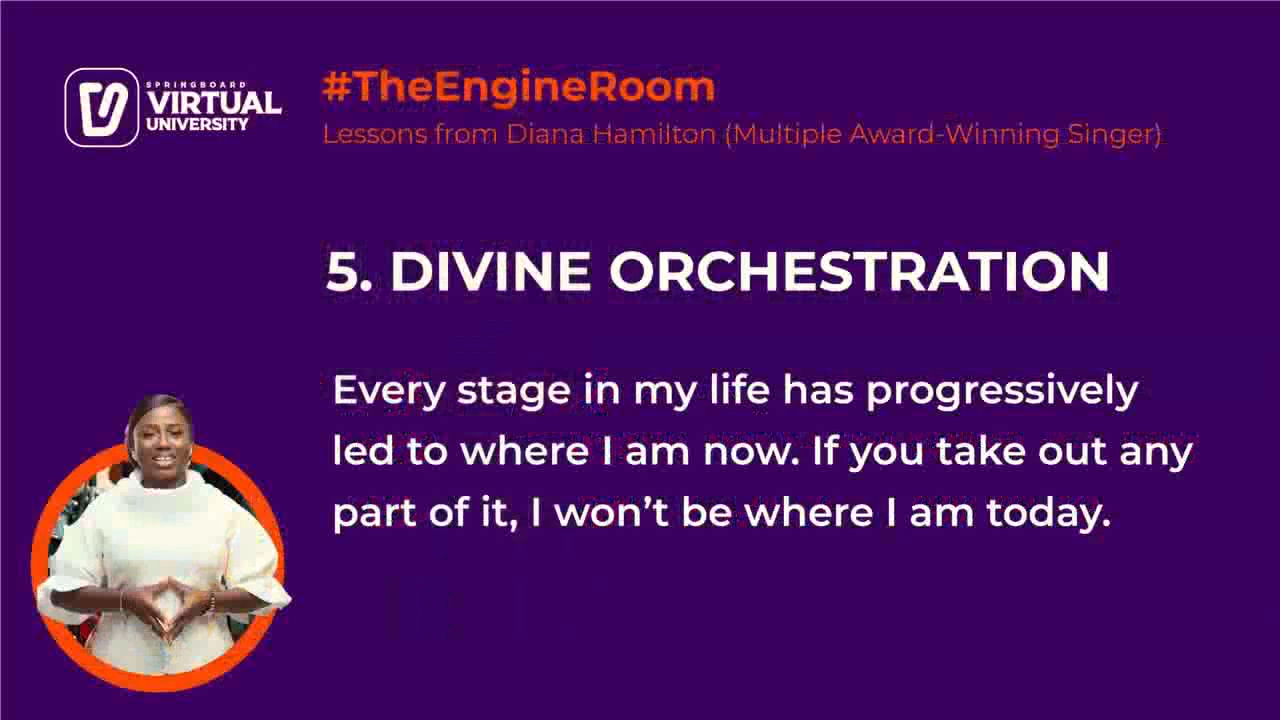 SPRINGBOARD
VIRTUAL
UNIVERSITY
#TheEngineRoom
Lessons from Diana Hamilton (Multiple Award-Winning Singer)
5. DIVINE ORCHESTRATION
Every stage in my life has progressively
led to where I am now. If you take out any
part of it, I won’t be where I am today.